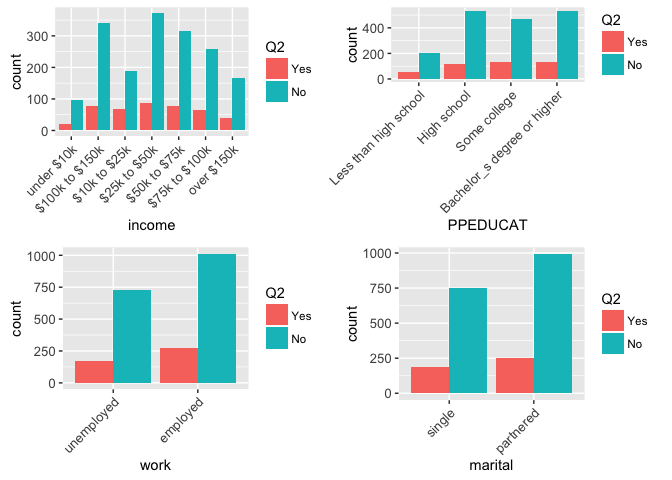 count
300
200
100
0
under $10k
$100k to $150k
$10k to $25k
$25k to $50k
$50k to $75k
$75k to $100k
over $150k
income
Q2
Yes
No
count
400
200
0
Less than high school
High school
Some college
Bachelor_s degree or higher
PPEDUCAT
Q2
Yes
No
count
1000
750
500
250
0
unemployed
employed
work
Q2
Yes
No
count
1000
750
500
250
0
single
partnered
marital
Q2
Yes
No